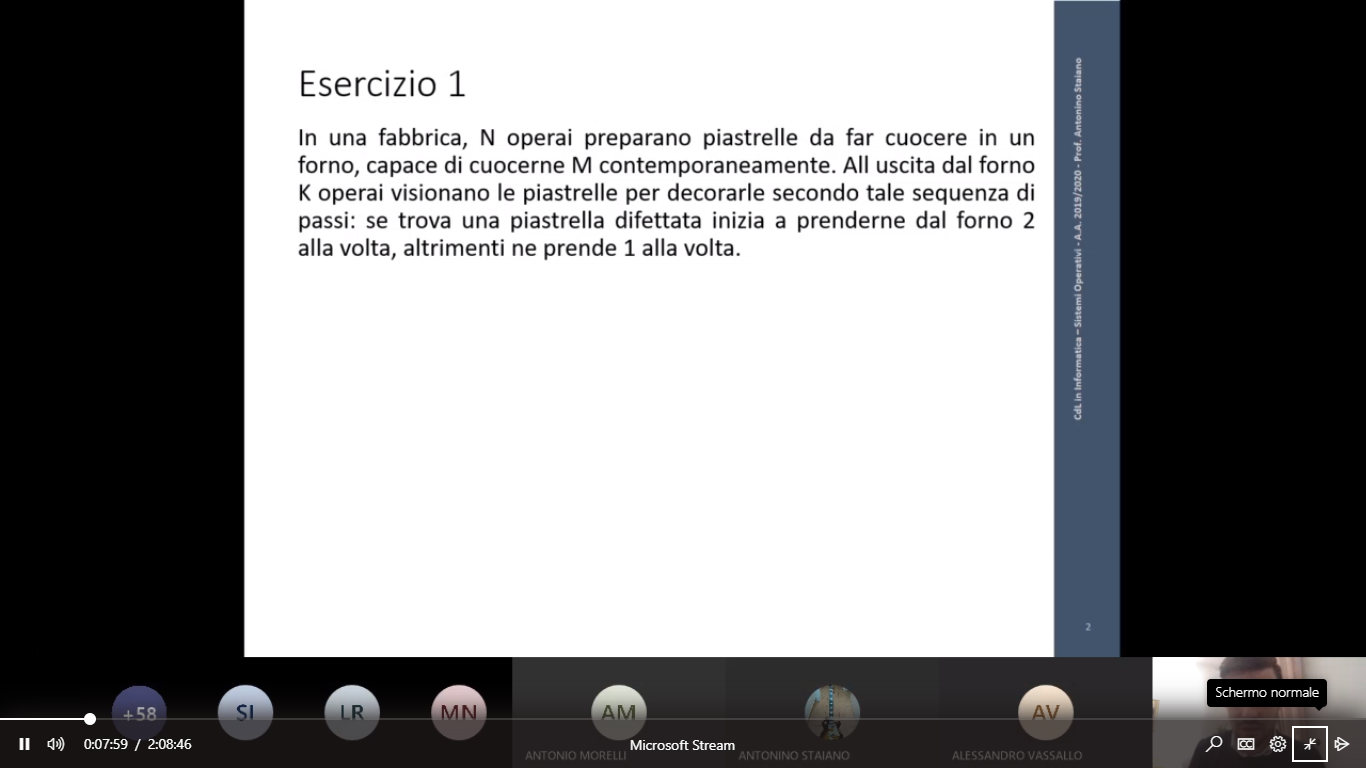 Esercizio 1
In una fabbrica, N operai preparano piastrelle da far cuocere in un
forno, capace di cuocerne M contemporaneamente. All uscita dal forno
K operai visionano le piastrelle per decorarle secondo tale sequenza di
passi: se trova una piastrella difettata inizia a prenderne dal forno 2
alla volta, altrimenti ne prende 1 alla volta.
CdL in Informatica – Sistemi Operativi - A.A. 2019/2020 - Prof. Antonino Staiano
2
Schermo normale
+58
SI
LR
MN
AM
AV
0:07:59 / 2:08:46
Microsoft Stream
CC
ANTONIO MORELLI
ANTONINO STAIANO
ALESSANDRO VASSALLO